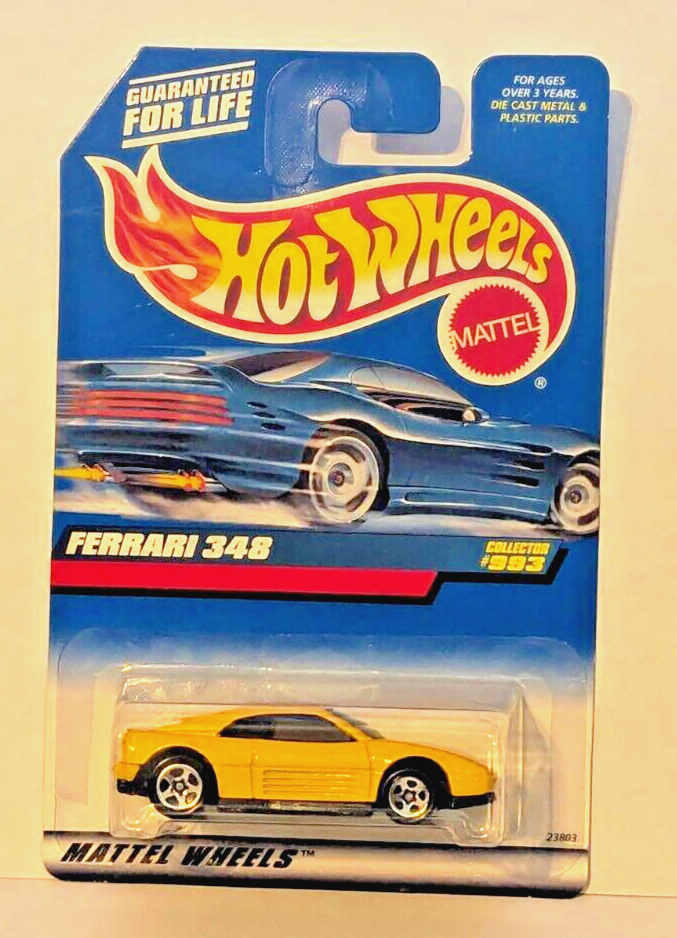 GUARANTEED
FOR LIFE
FOR AGES
OVER 3 YEARS.
DIE CAST METAL &
PLASTIC PARTS.
HOT WHEELS
MATTEL
®
FERRARI 348
COLLECTOR
#993
23803
MATTEL WHEELS™